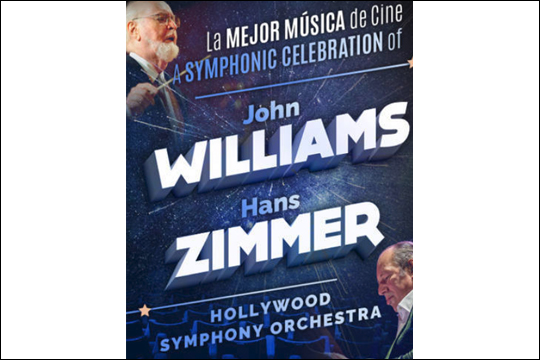 La MEJOR MÚSICA de Cine
A SYMPHONIC CELEBRATION of
John
WILLIAMS
Hans
ZIMMER
HOLLYWOOD
SYMPHONY ORCHESTRA